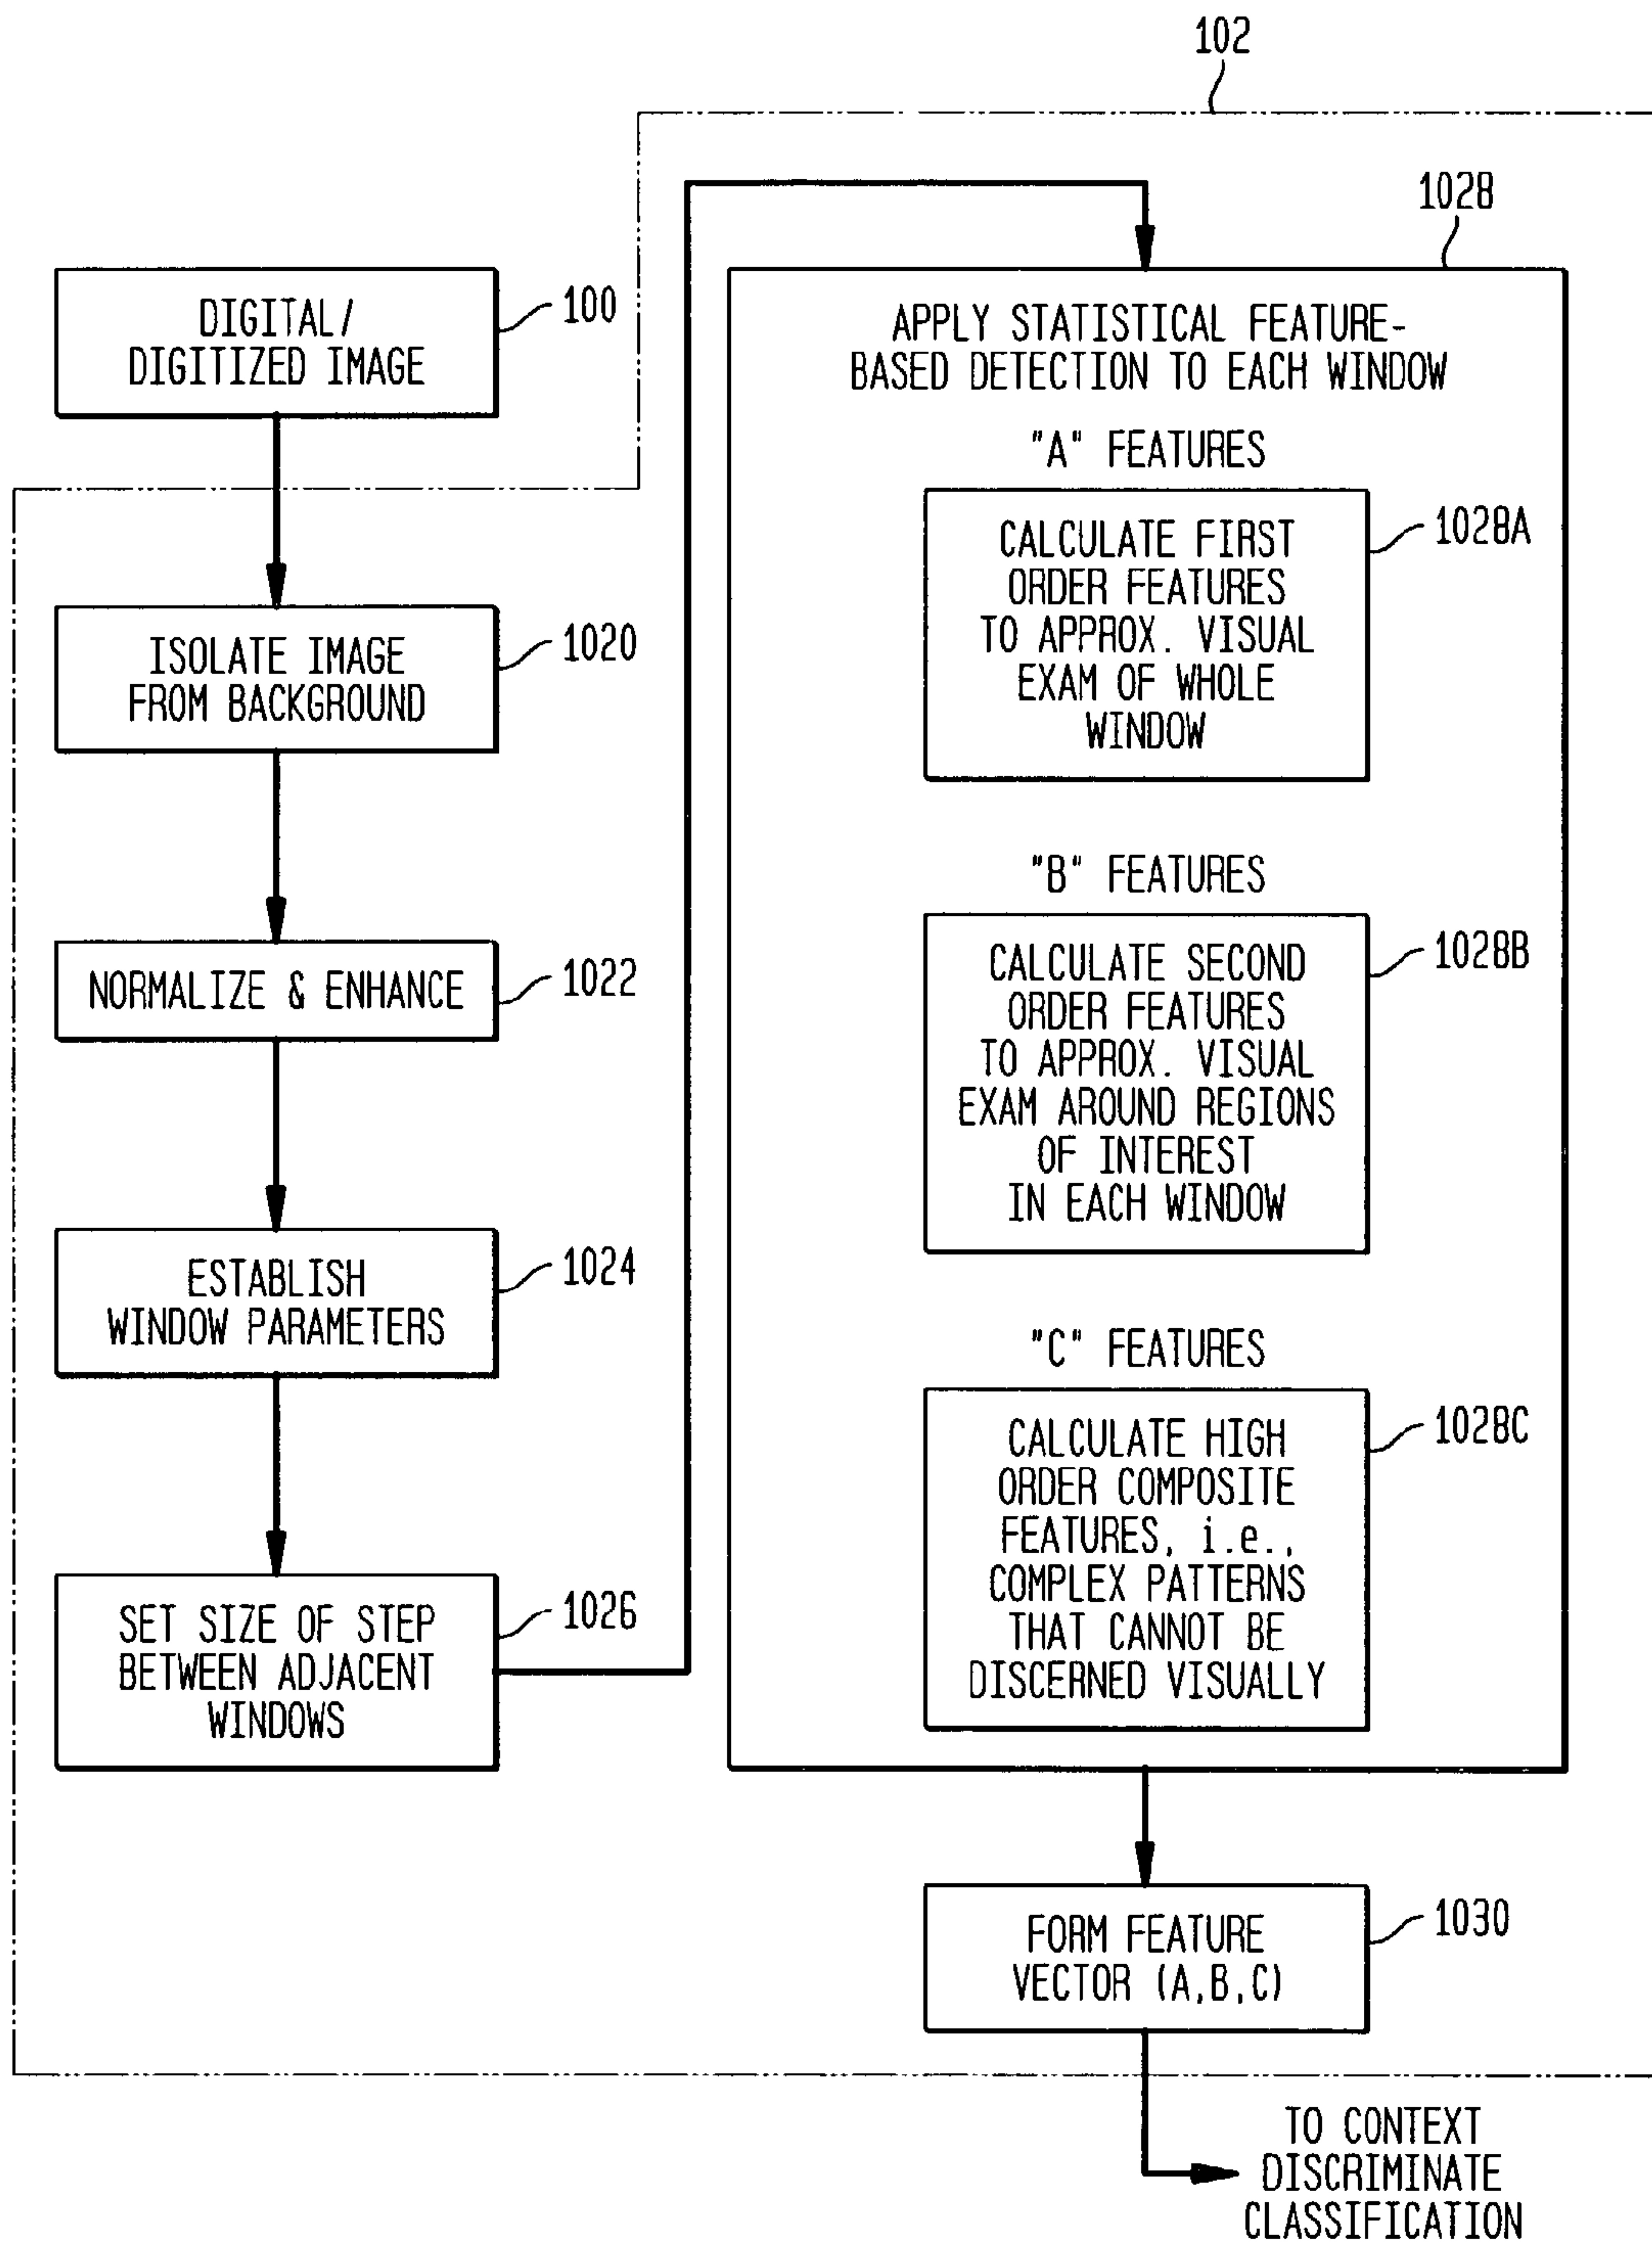 102
DIGITAL/
DIGITIZED IMAGE
100
ISOLATE IMAGE
FROM BACKGROUND
1020
NORMALIZE & ENHANCE
1022
ESTABLISH
WINDOW PARAMETERS
1024
SET SIZE OF STEP
BETWEEN ADJACENT
WINDOWS
1026
1028
APPLY STATISTICAL FEATURE-
BASED DETECTION TO EACH WINDOW
"A" FEATURES
CALCULATE FIRST
ORDER FEATURES
TO APPROX. VISUAL
EXAM OF WHOLE
WINDOW
1028A
"B" FEATURES
CALCULATE SECOND
ORDER FEATURES
TO APPROX. VISUAL
EXAM AROUND REGIONS
OF INTEREST
IN EACH WINDOW
1028B
"C" FEATURES
CALCULATE HIGH
ORDER COMPOSITE
FEATURES, i.e.,
COMPLEX PATTERNS
THAT CANNOT BE
DISCERNED VISUALLY
1028C
FORM FEATURE
VECTOR (A,B,C)
1030
TO CONTEXT
DISCRIMINATE
CLASSIFICATION